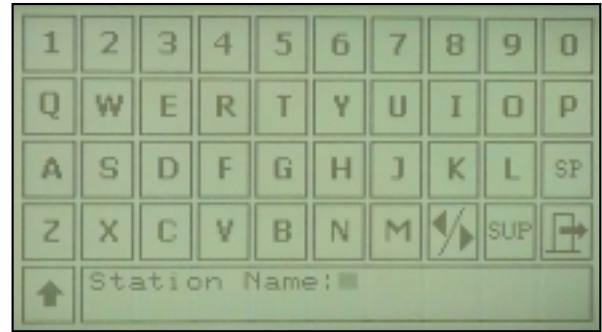 1 2 3 4 5 6 7 8 9 0
Q W E R T Y U I O P
A S D F G H J K L SP
Z X C V B N M SUP
Station Name: